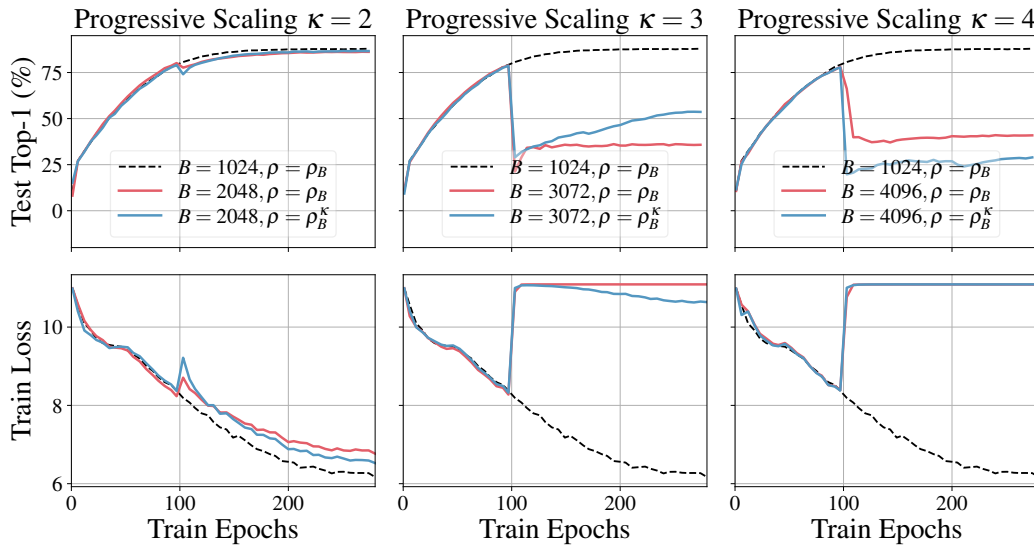 Progressive Scaling κ = 2
Progressive Scaling κ = 3
Progressive Scaling κ = 4
Test Top-1 (%)
75
50
25
0
B = 1024, ρ = ρ_B
B = 2048, ρ = ρ_B
B = 2048, ρ = ρ_B^κ
B = 1024, ρ = ρ_B
B = 3072, ρ = ρ_B
B = 3072, ρ = ρ_B^κ
B = 1024, ρ = ρ_B
B = 4096, ρ = ρ_B
B = 4096, ρ = ρ_B^κ
Train Loss
10
8
6
0 100 200
0 100 200
0 100 200
Train Epochs
Train Epochs
Train Epochs